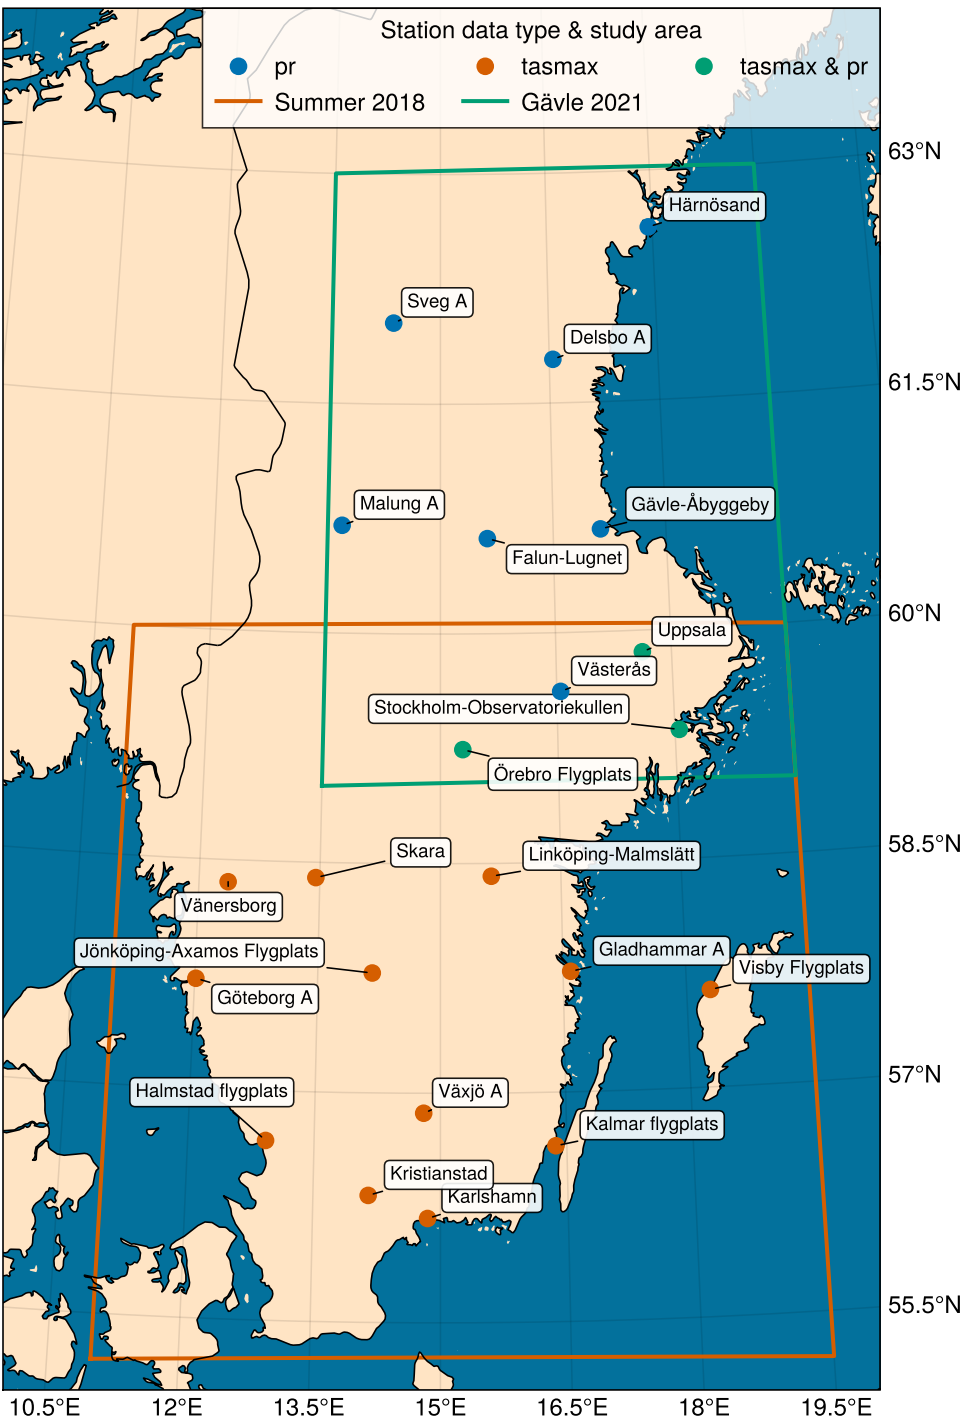 Station data type & study area
pr
tasmax
tasmax & pr
Summer 2018
Gävle 2021
63°N
Härnösand
Sveg A
Delsbo A
61.5°N
Malung A
Gävle-Åbyggeby
Falun-Lugnet
60°N
Uppsala
Västerås
Stockholm-Observatoriekullen
Örebro Flygplats
58.5°N
Skara
Linköping-Malmslätt
Vänersborg
Jönköping-Axamos Flygplats
Gladhammar A
Visby Flygplats
Göteborg A
57°N
Halmstad flygplats
Växjö A
Kalmar flygplats
Kristianstad
Karlshamn
55.5°N
10.5°E
12°E
13.5°E
15°E
16.5°E
18°E
19.5°E